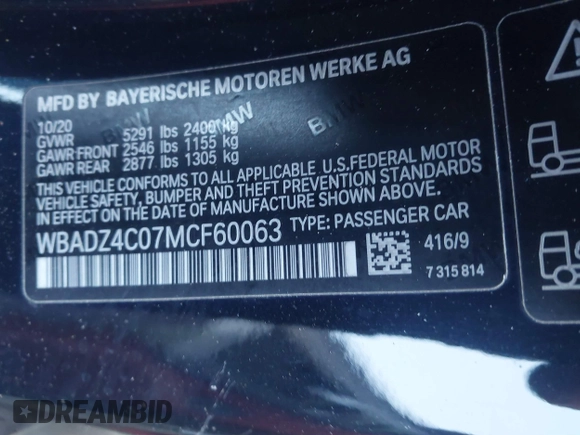 MFD BY BAYERISCHE MOTOREN WERKE AG
10/20
GVWR 5291 lbs 2400 kg
GAWR FRONT 2546 lbs 1155 kg
GAWR REAR 2877 lbs 1305 kg
THIS VEHICLE CONFORMS TO ALL APPLICABLE U.S.FEDERAL MOTOR
VEHICLE SAFETY, BUMPER AND THEFT PREVENTION STANDARDS
IN EFFECT ON THE DATE OF MANUFACTURE SHOWN ABOVE.
WBADZ4C07MCF60063 TYPE: PASSENGER CAR
416/9
7 315 814
BMW
BMW
BMW
DREAMBID